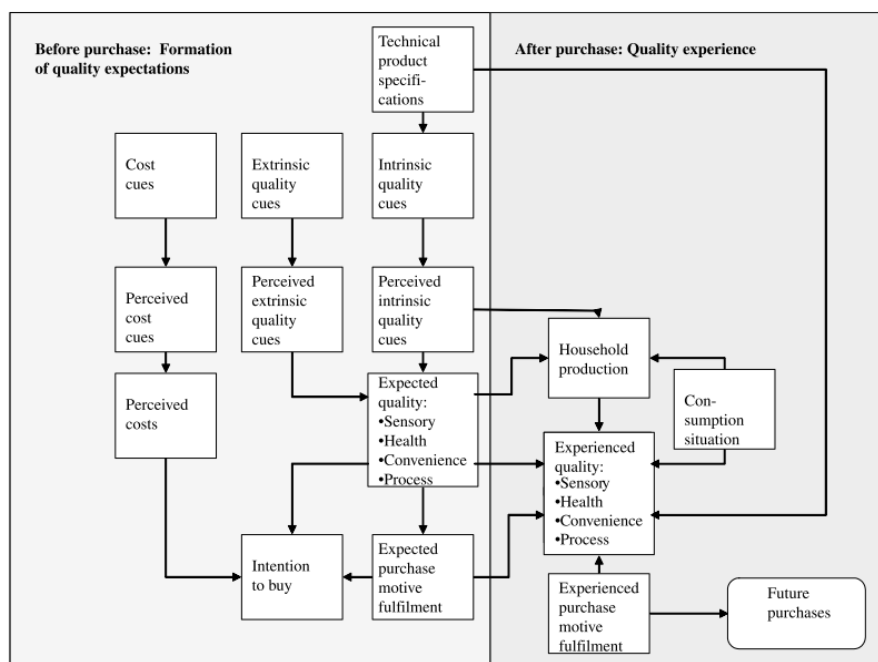 Before purchase: Formation
of quality expectations
Technical
product
specifi-
cations
After purchase: Quality experience
Cost
cues
Extrinsic
quality
cues
Intrinsic
quality
cues
Perceived
cost
cues
Perceived
extrinsic
quality
cues
Perceived
intrinsic
quality
cues
Household
production
Perceived
costs
Expected
quality:
•Sensory
•Health
•Convenience
•Process
Con-
sumption
situation
Experienced
quality:
•Sensory
•Health
•Convenience
•Process
Intention
to buy
Expected
purchase
motive
fulfilment
Experienced
purchase
motive
fulfilment
Future
purchases